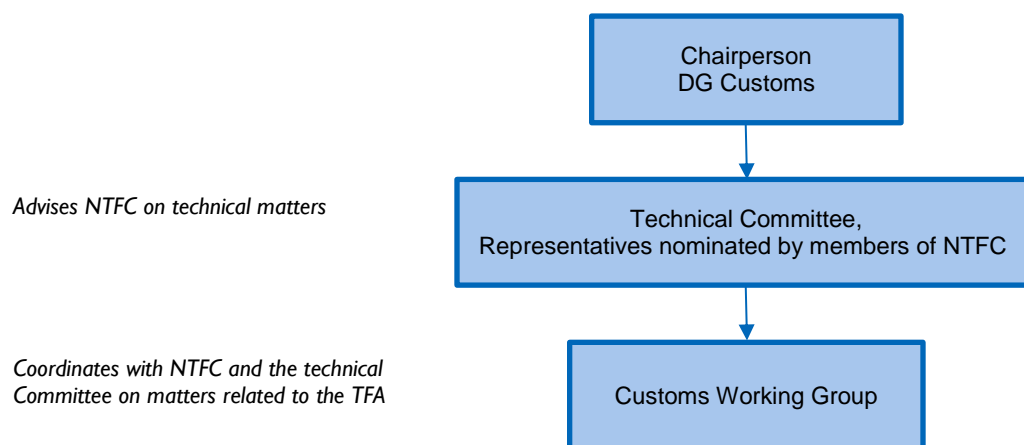 Chairperson
DG Customs
Advises NTFC on technical matters
Technical Committee,
Representatives nominated by members of NTFC
Coordinates with NTFC and the technical
Committee on matters related to the TFA
Customs Working Group